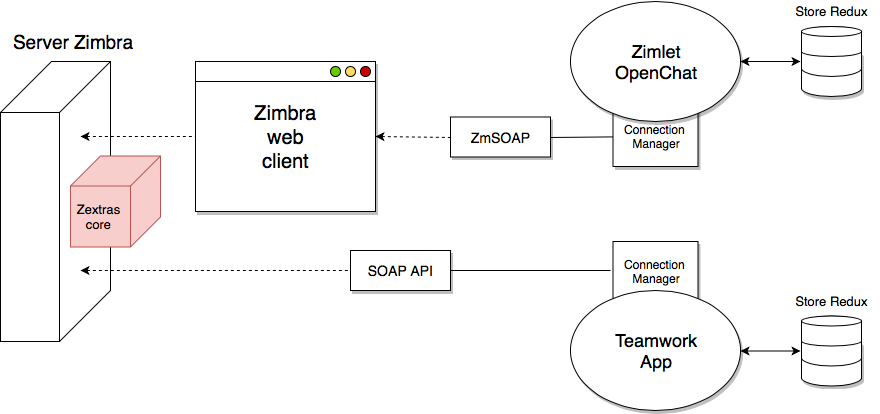 Store Redux
Server Zimbra
Zimlet
OpenChat
Zimbra
web
client
ZmSOAP
Connection
Manager
Zextras
core
SOAP API
Connection
Manager
Store Redux
Teamwork
App